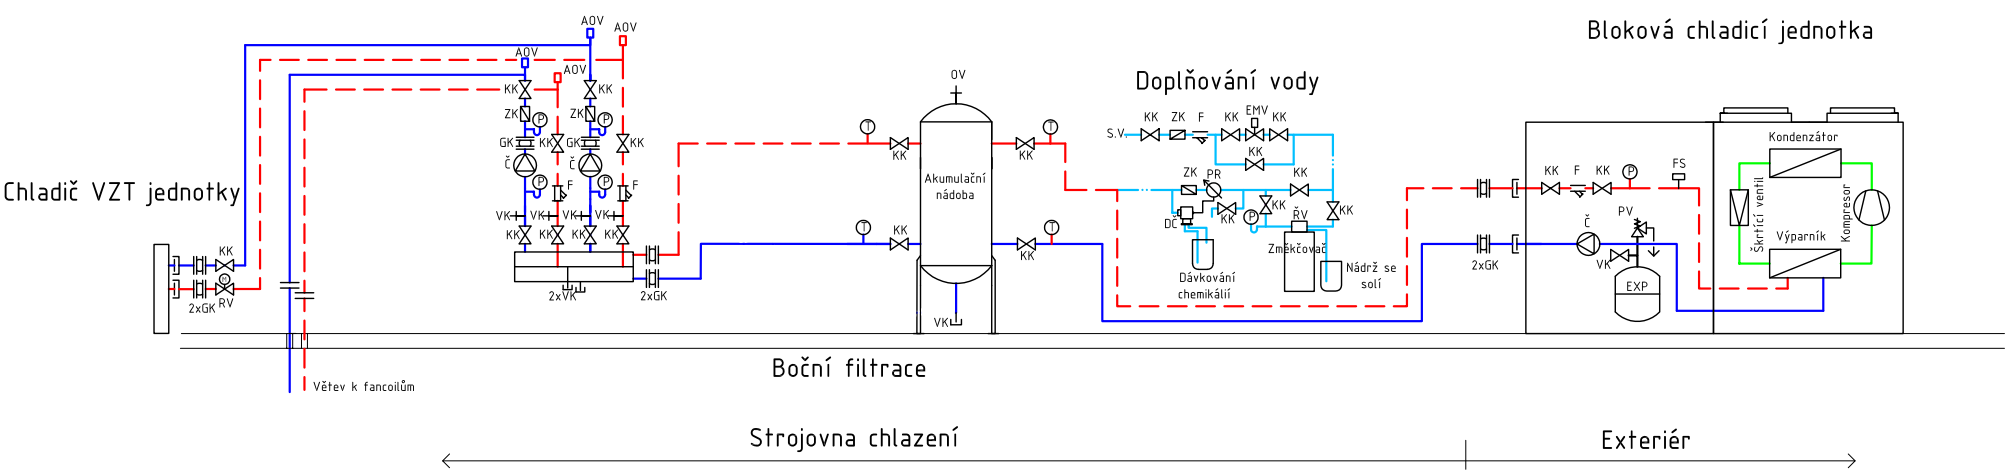 Bloková chladicí jednotka
AOV
AOV
AOV
AOV
OV
Doplňování vody
KK
KK
ZK
ZK
P
P
GK
KK
GK
KK
Č
Č
P
P
F
F
VK
VK
VK
VK
KK
KK
KK
KK
2xVK
2xGK
Chladič VZT jednotky
KK
M
RV
2xGK
Větev k fancoilům
T
KK
T
KK
Akumulační
nádoba
T
KK
T
KK
VK
S.V.
KK
ZK
F
KK
EMV
KK
KK
ZK
PR
KK
KK
KK
KK
P
DČ
ŘV
Změkčovač
Dávkování
chemikálií
Nádrž se
solí
2xGK
KK
F
KK
P
FS
Č
PV
VK
EXP
Kondenzátor
Škrtící ventil
Kompresor
Výparník
Boční filtrace
Strojovna chlazení
Exteriér